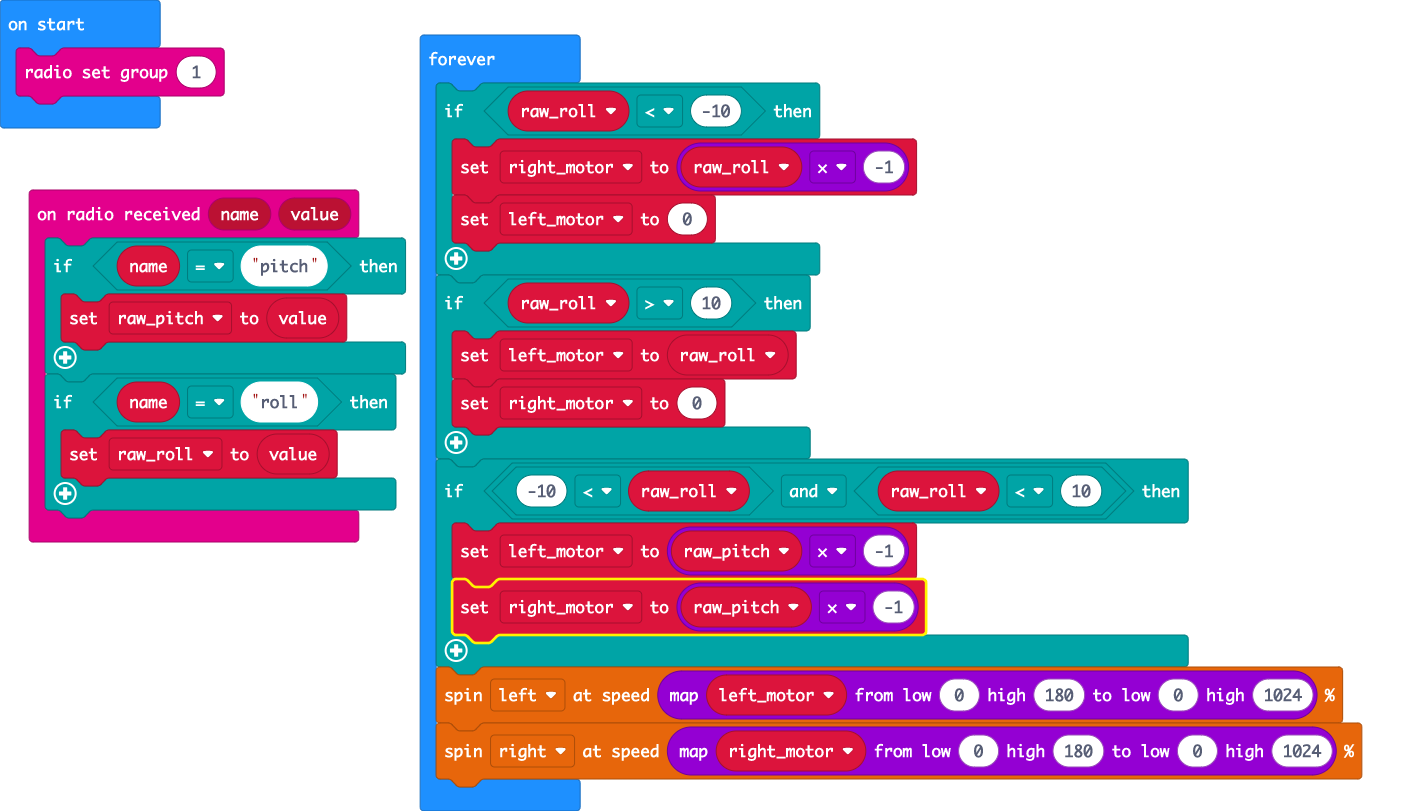 on start
radio set group 1
on radio received name value
if name = "pitch" then
set raw_pitch to value
if name = "roll" then
set raw_roll to value
forever
if raw_roll < -10 then
set right_motor to raw_roll × -1
set left_motor to 0
if raw_roll > 10 then
set left_motor to raw_roll
set right_motor to 0
if -10 < raw_roll and raw_roll < 10 then
set left_motor to raw_pitch × -1
set right_motor to raw_pitch × -1
spin left at speed map left_motor from low 0 high 180 to low 0 high 1024 %
spin right at speed map right_motor from low 0 high 180 to low 0 high 1024 %